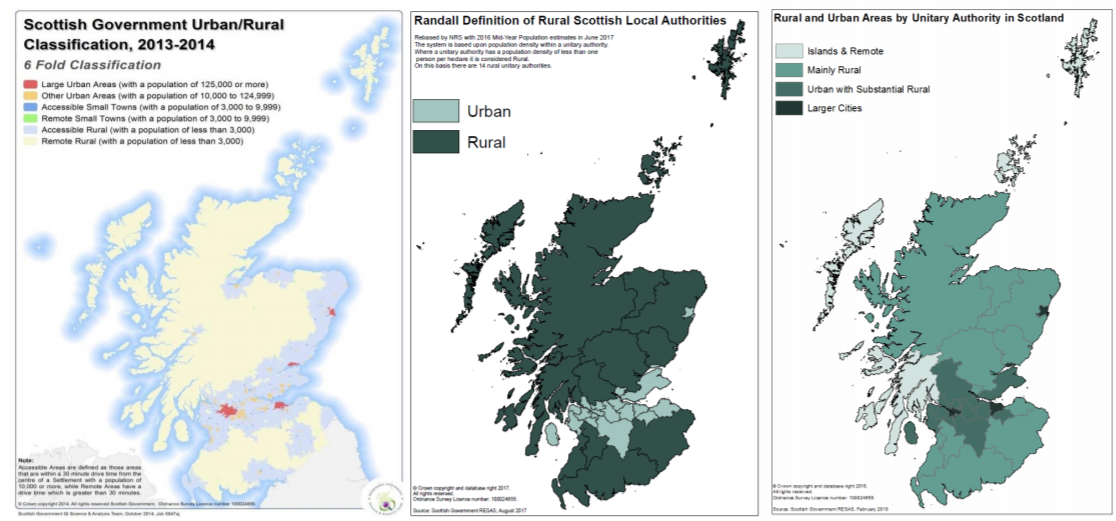 Scottish Government Urban/Rural
Classification, 2013-2014
6 Fold Classification
Large Urban Areas (with a population of 125,000 or more)
Other Urban Areas (with a population of 10,000 to 124,999)
Accessible Small Towns (with a population of 3,000 to 9,999)
Remote Small Towns (with a population of 3,000 to 9,999)
Accessible Rural (with a population of less than 3,000)
Remote Rural (with a population of less than 3,000)
Note:
Accessible Areas are defined as those areas
that are within a 30 minute drive time from the
centre of a Settlement with a population of
10,000 or more, while Remote Areas have a
drive time which is greater than 30 minutes.
© Crown copyright 2014. All rights reserved Scottish Government. Ordnance Survey Licence number 100024655.
Scottish Government GI Science & Analysis Team, October 2014, Job
Randall Definition of Rural Scottish Local Authorities
Rebased by NRS with 2016 Mid-Year Population estimates in June 2017
The system is based upon population density within a unitary authority.
Where a unitary authority has a population density of less than one
person per hectare it is considered Rural.
On this basis there are 14 rural unitary authorities.
Urban
Rural
© Crown copyright and database right 2017.
All rights reserved.
Ordnance Survey Licence number 100024655.
Source: Scottish Government RESAS, August 2017
Rural and Urban Areas by Unitary Authority in Scotland
Islands & Remote
Mainly Rural
Urban with Substantial Rural
Larger Cities
© Crown copyright and database right 2018.
All rights reserved.
Ordnance Survey Licence number 100024655.
Source: Scottish Government RESAS, February 2018